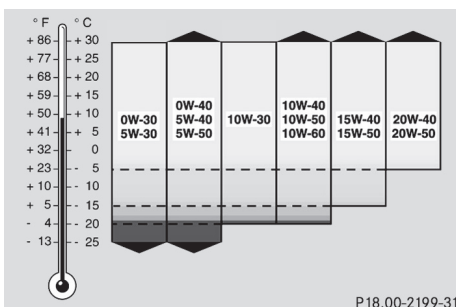 ° F ° C
+ 86 + 30
+ 77 + 25
+ 68 + 20
+ 59 + 15
+ 50 + 10
+ 41 + 5
+ 32 0
+ 23 - 5
+ 10 - 10
+ 5 - 15
- 4 - 20
- 13 - 25
0W-30
5W-30
0W-40
5W-40
5W-50
10W-30
10W-40
10W-50
10W-60
15W-40
15W-50
20W-40
20W-50
P18.00-2199-31